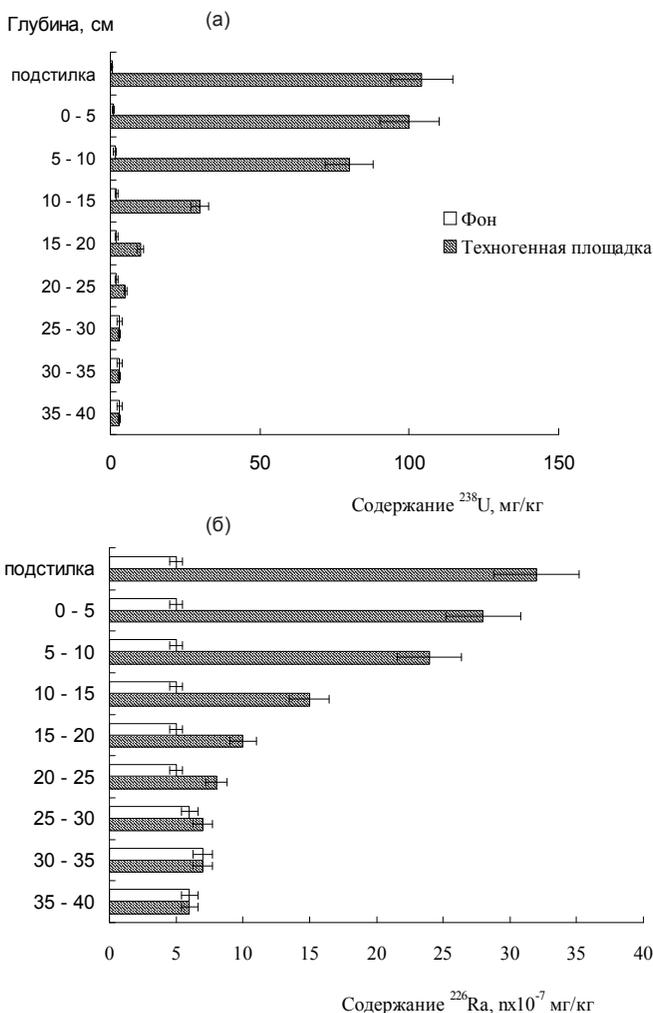 Глубина, см
(а)
подстилка
0 - 5
5 - 10
10 - 15
15 - 20
20 - 25
25 - 30
30 - 35
35 - 40
Фон
Техногенная площадка
0 50 100 150
Содержание ²³⁸U, мг/кг
(б)
подстилка
0 - 5
5 - 10
10 - 15
15 - 20
20 - 25
25 - 30
30 - 35
35 - 40
0 5 10 15 20 25 30 35 40
Содержание ²²⁶Ra, nx10⁻⁷ мг/кг